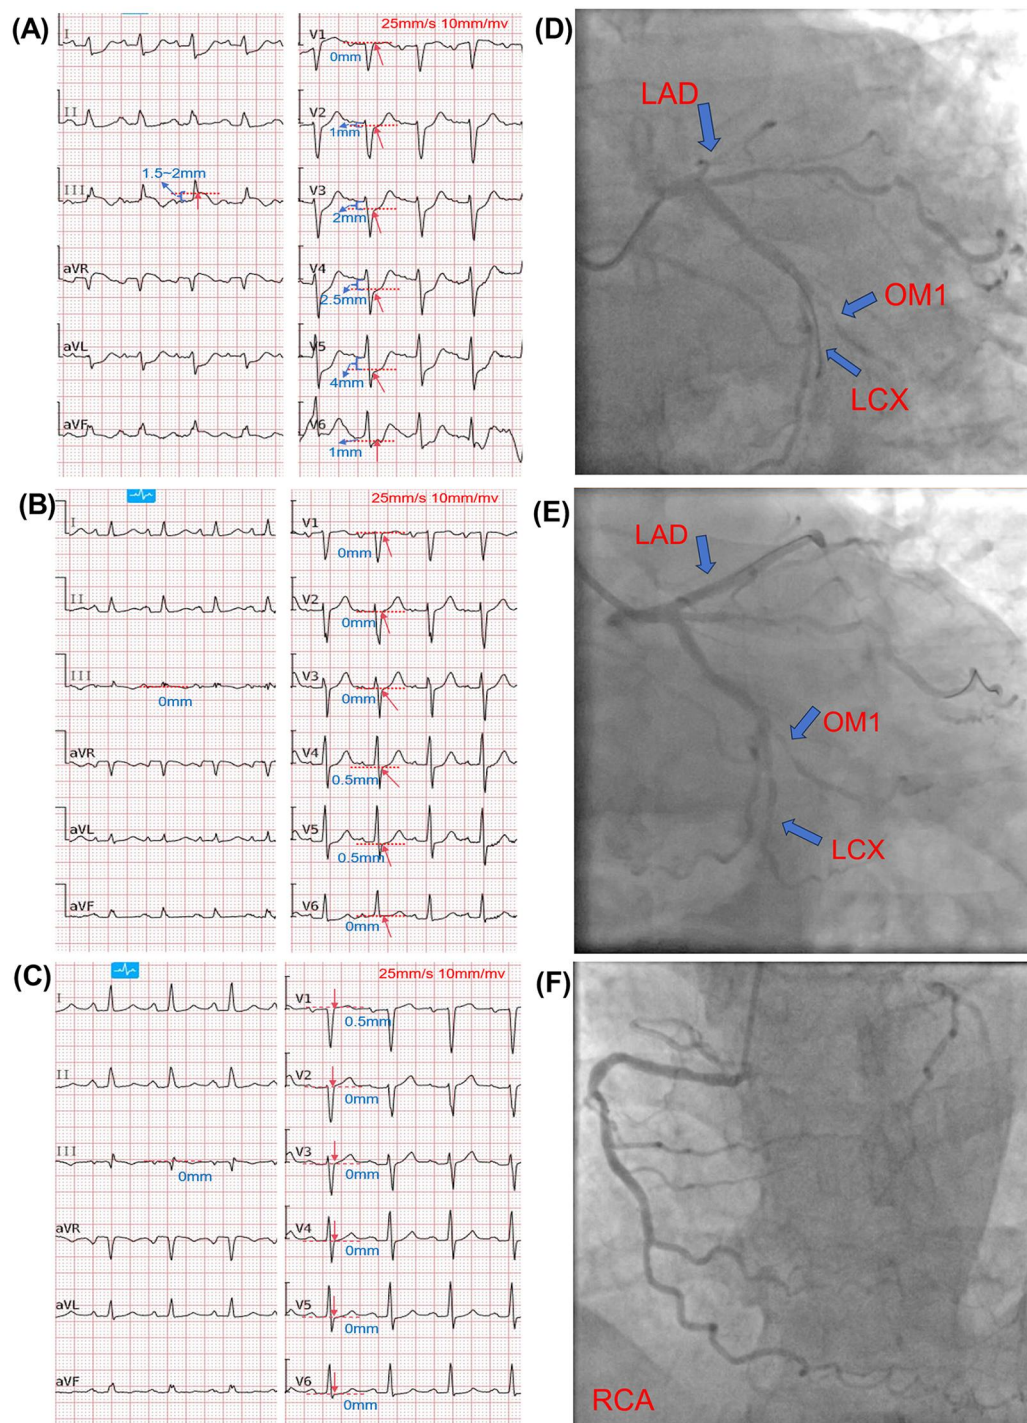 (A)
25mm/s 10mm/mv
I
V1
0mm
II
V2
1mm
1.5~2mm
III
V3
2mm
aVR
V4
2.5mm
aVL
V5
4mm
aVF
V6
1mm
(D)
LAD
OM1
LCX
(B)
25mm/s 10mm/mv
I
V1
0mm
II
V2
0mm
III
0mm
V3
0mm
aVR
V4
0.5mm
aVL
V5
0.5mm
aVF
V6
0mm
(E)
LAD
OM1
LCX
(C)
25mm/s 10mm/mv
I
V1
0.5mm
II
V2
0mm
III
0mm
V3
0mm
aVR
V4
0mm
aVL
V5
0mm
aVF
V6
0mm
(F)
RCA